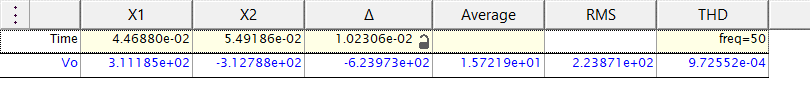 X1 X2 Δ Average RMS THD
Time 4.46880e-02 5.49186e-02 1.02306e-02 freq=50
Vo 3.11185e+02 -3.12788e+02 -6.23973e+02 1.57219e+01 2.23871e+02 9.72552e-04